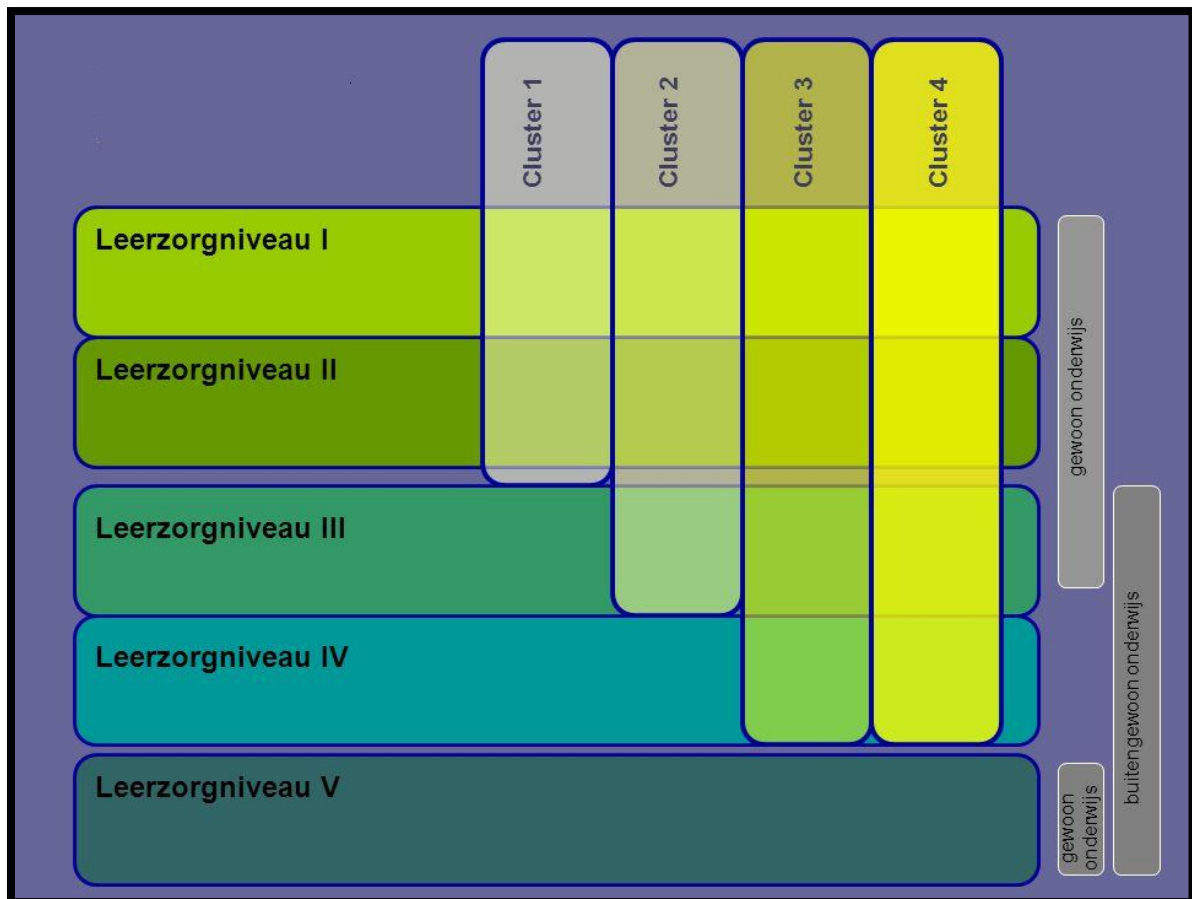 Cluster 1
Cluster 2
Cluster 3
Cluster 4
Leerzorgniveau I
Leerzorgniveau II
Leerzorgniveau III
Leerzorgniveau IV
Leerzorgniveau V
gewoon onderwijs
buitengewoon onderwijs
gewoon
onderwijs